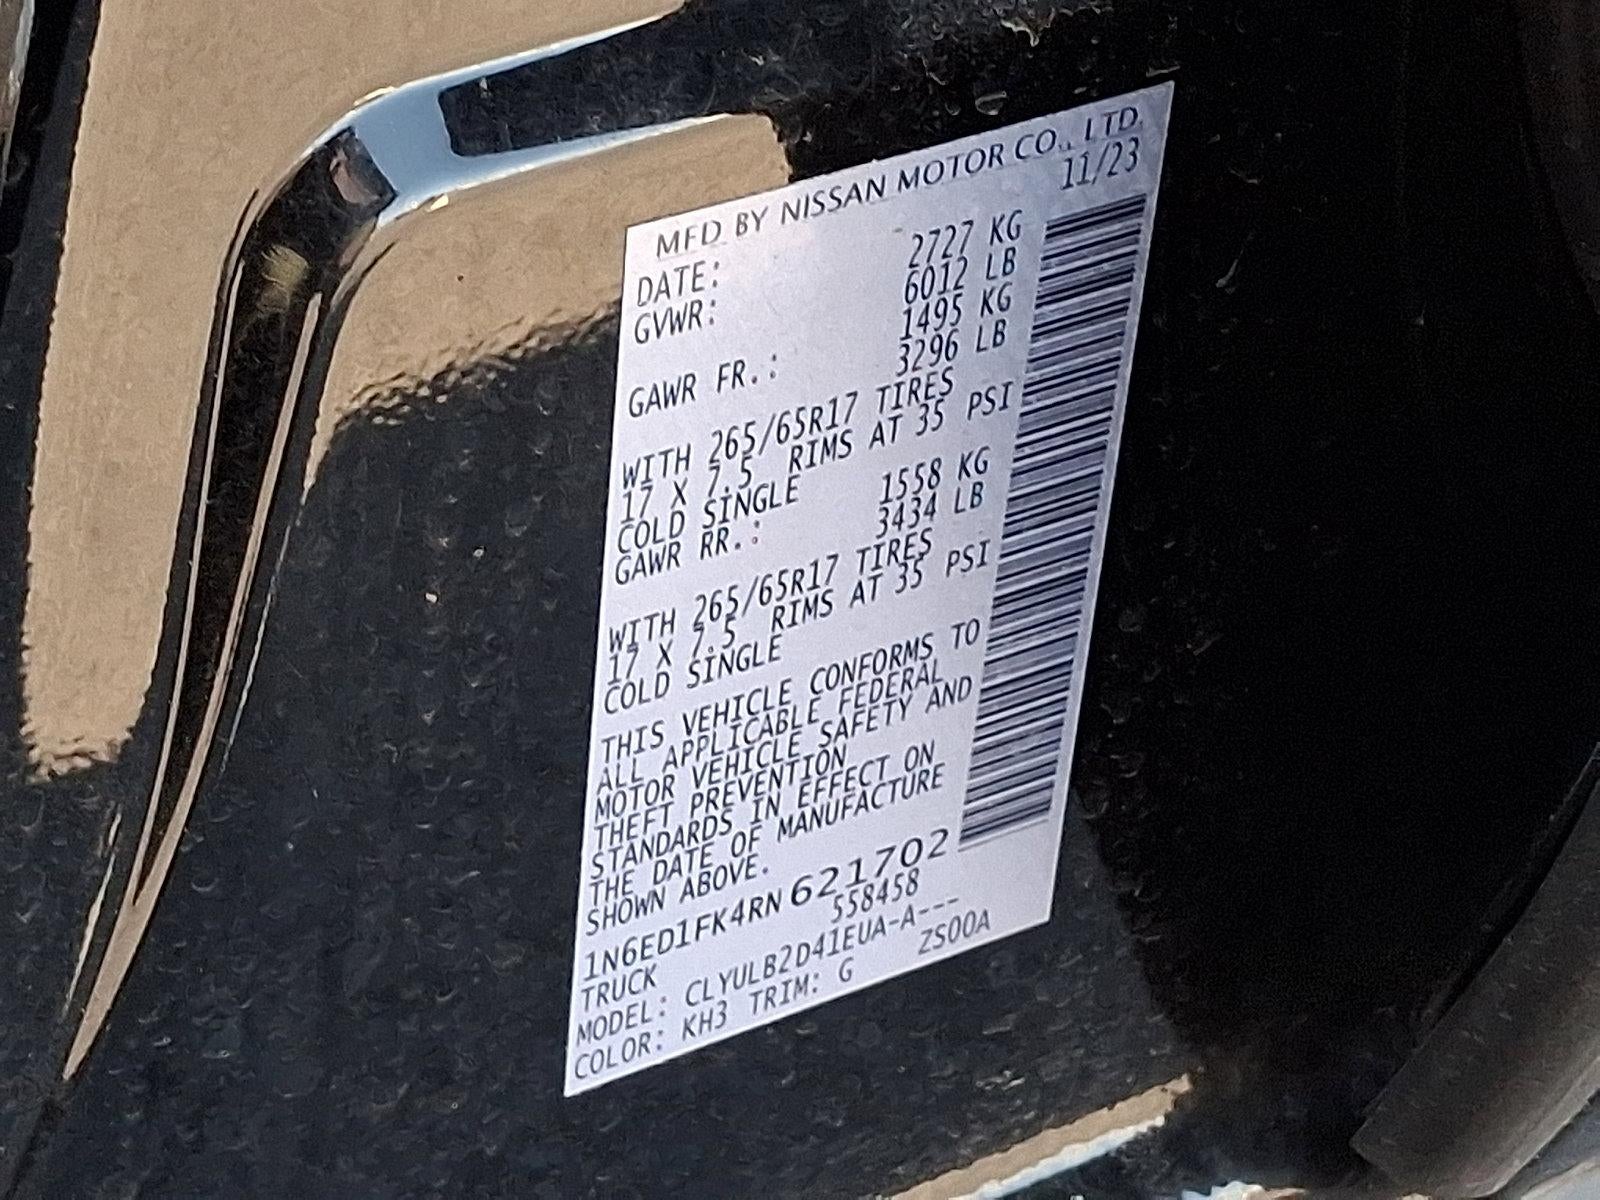 MFD BY NISSAN MOTOR CO., LTD.
DATE: 11/23
GVWR: 2727 KG
6012 LB
GAWR FR.: 1495 KG
3296 LB
WITH 265/65R17 TIRES
17 X 7.5 RIMS AT 35 PSI
COLD SINGLE
GAWR RR.: 1558 KG
3434 LB
WITH 265/65R17 TIRES
17 X 7.5 RIMS AT 35 PSI
COLD SINGLE
THIS VEHICLE CONFORMS TO
ALL APPLICABLE FEDERAL
MOTOR VEHICLE SAFETY AND
THEFT PREVENTION
STANDARDS IN EFFECT ON
THE DATE OF MANUFACTURE
SHOWN ABOVE.
1N6ED1FK4RN621702
TRUCK 558458
MODEL: CLYULB2D41EUA-A---
COLOR: KH3 TRIM: G ZS00A